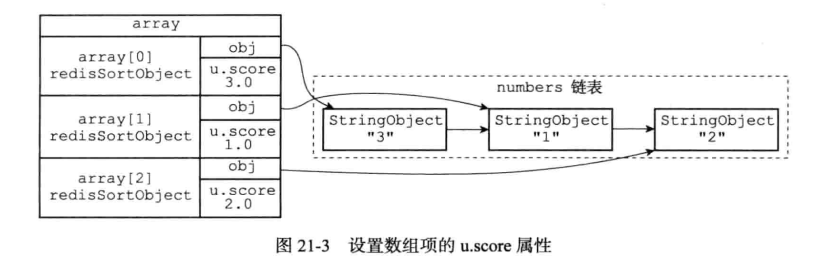 array
array[0]
redisSortObject
obj
u.score
3.0
array[1]
redisSortObject
obj
u.score
1.0
array[2]
redisSortObject
obj
u.score
2.0
numbers 链表
StringObject
"3"
StringObject
"1"
StringObject
"2"
图 21-3 设置数组项的 u.score 属性